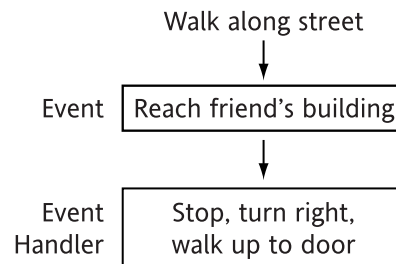 Walk along street
Event
Reach friend's building
Event
Handler
Stop, turn right,
walk up to door